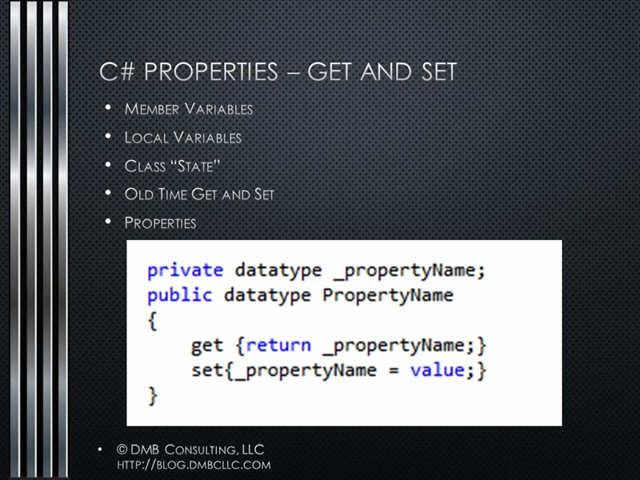 C# PROPERTIES – GET AND SET
• MEMBER VARIABLES
• LOCAL VARIABLES
• CLASS “STATE”
• OLD TIME GET AND SET
• PROPERTIES
private datatype _propertyName;
public datatype PropertyName
{
    get {return _propertyName;}
    set{_propertyName = value;}
}
• © DMB CONSULTING, LLC
HTTP://BLOG.DMBCLLC.COM